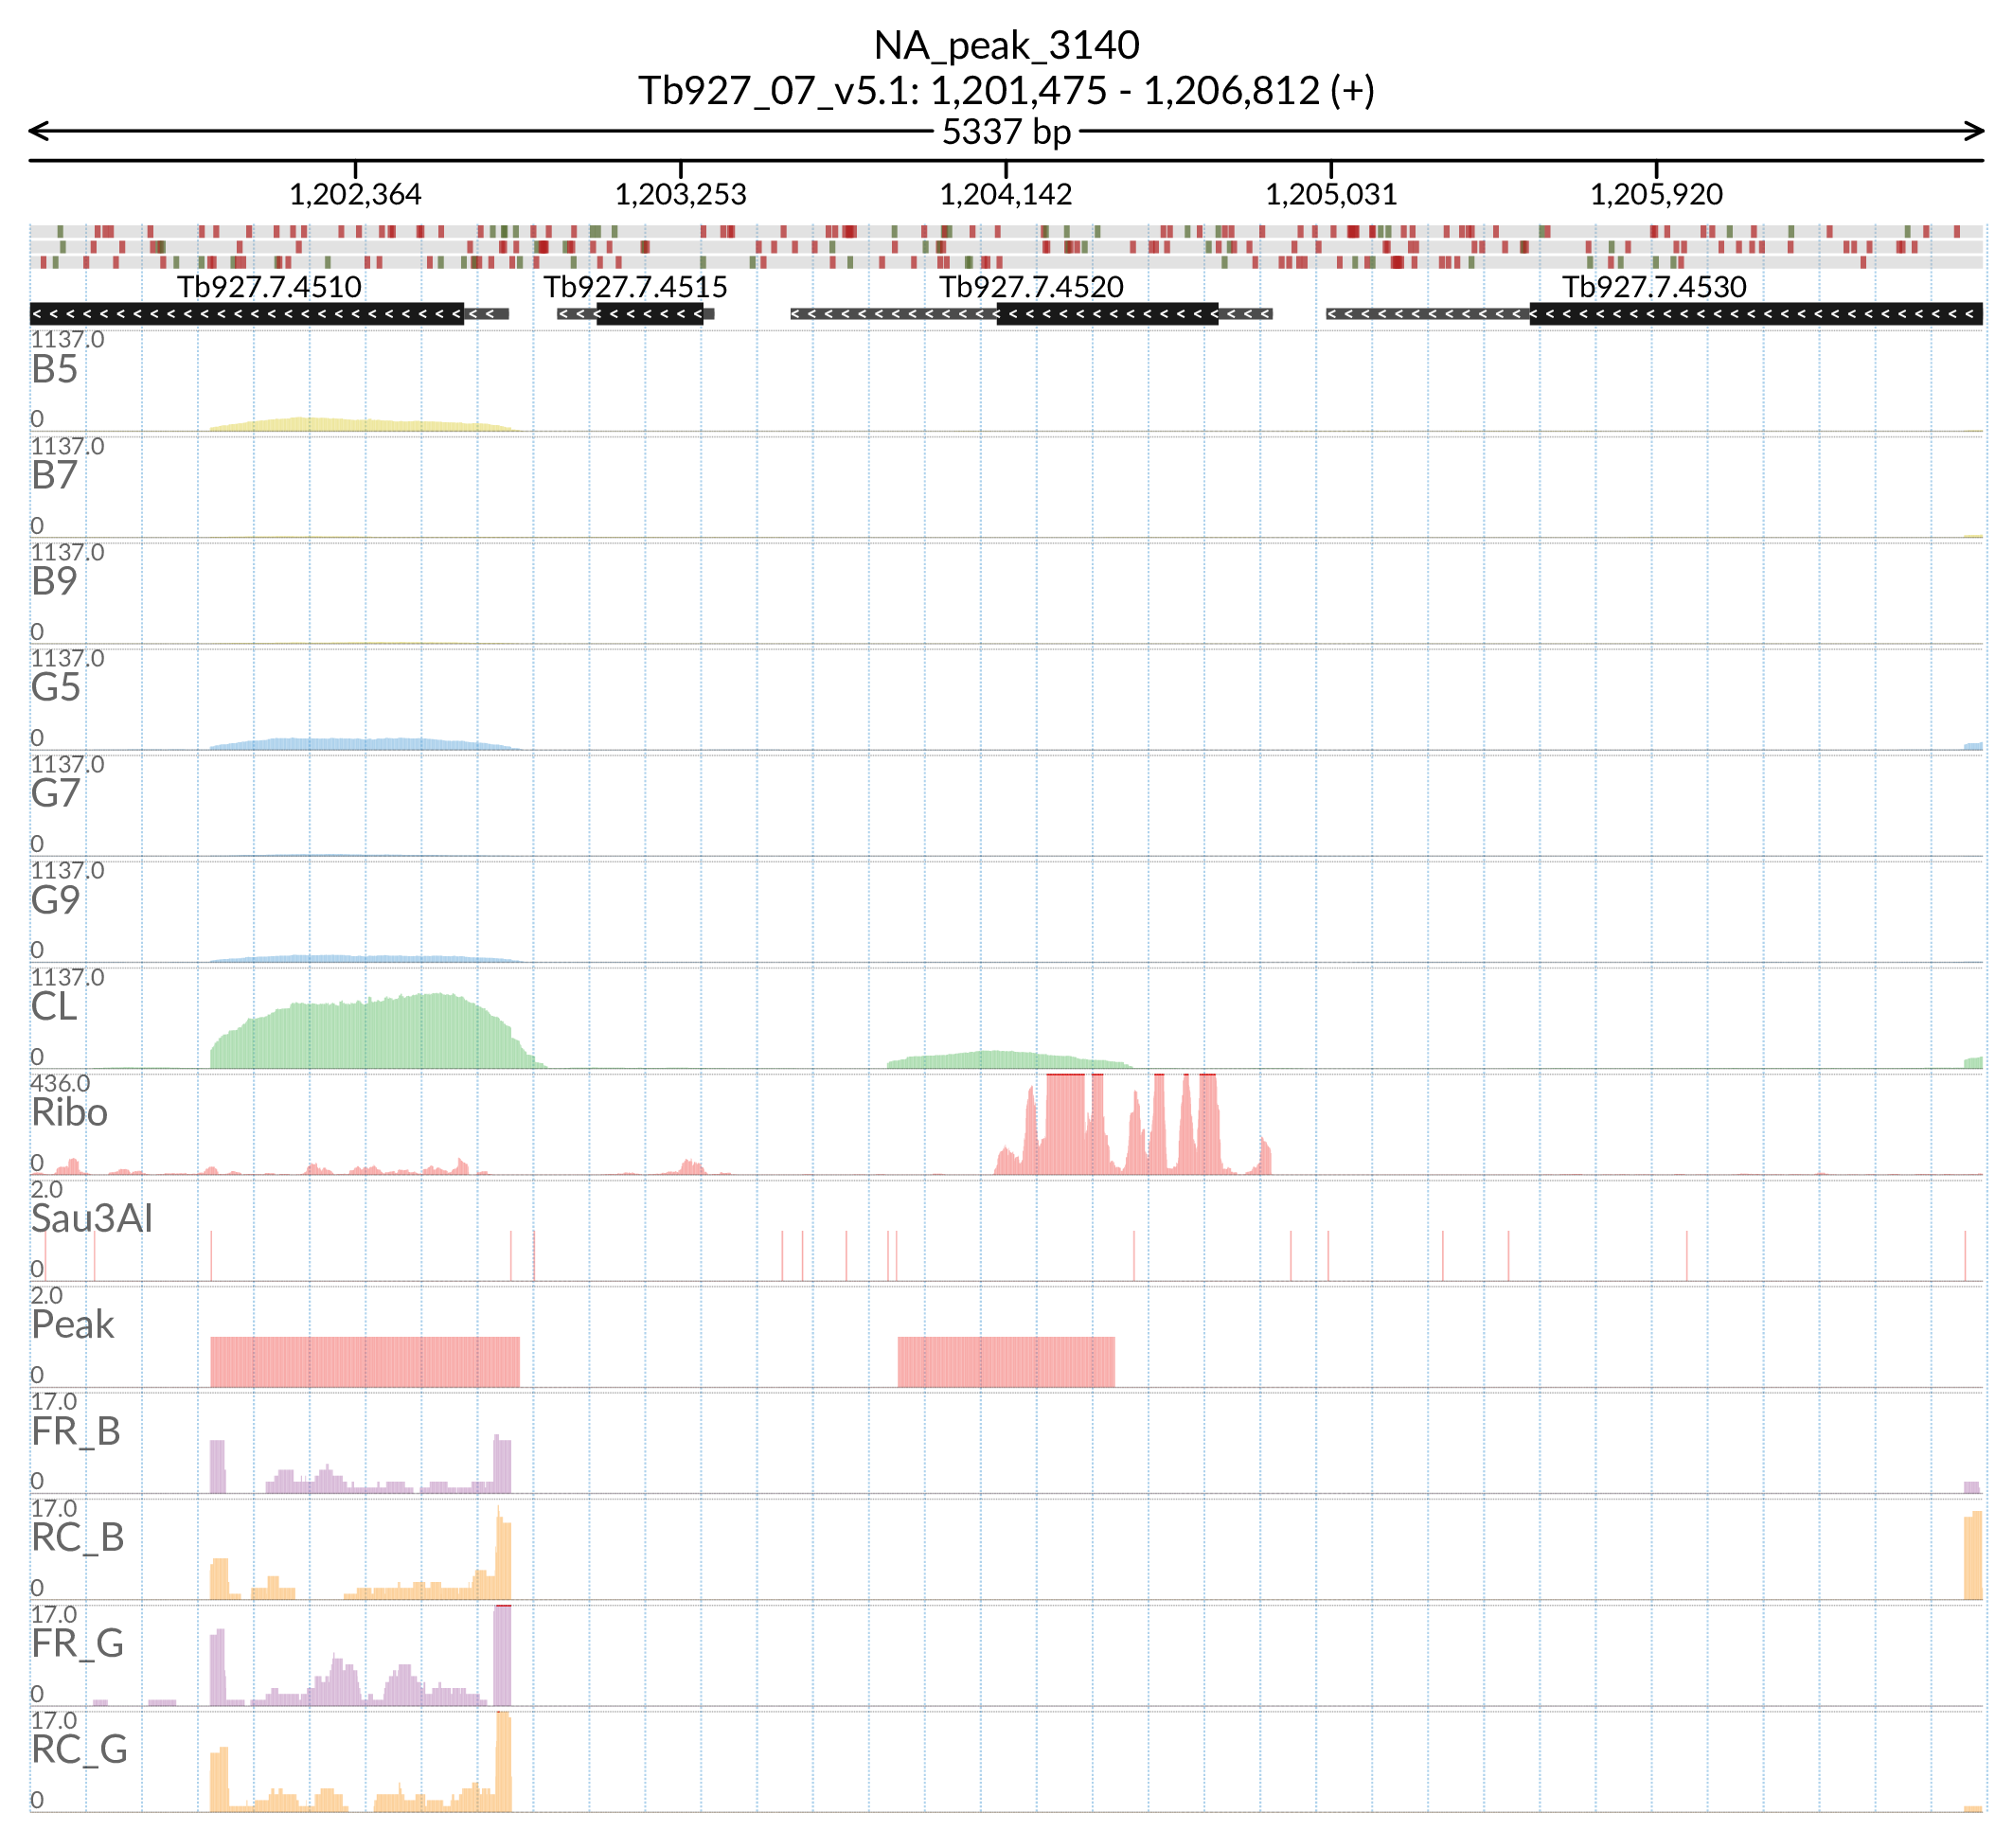 NA_peak_3140
Tb927_07_v5.1: 1,201,475 - 1,206,812 (+)
5337 bp
1,202,364 1,203,253 1,204,142 1,205,031 1,205,920
Tb927.7.4510 Tb927.7.4515 Tb927.7.4520 Tb927.7.4530
1137.0
B5
0
1137.0
B7
0
1137.0
B9
0
1137.0
G5
0
1137.0
G7
0
1137.0
G9
0
1137.0
CL
0
436.0
Ribo
0
2.0
Sau3AI
0
2.0
Peak
0
17.0
FR_B
0
17.0
RC_B
0
17.0
FR_G
0
17.0
RC_G
0